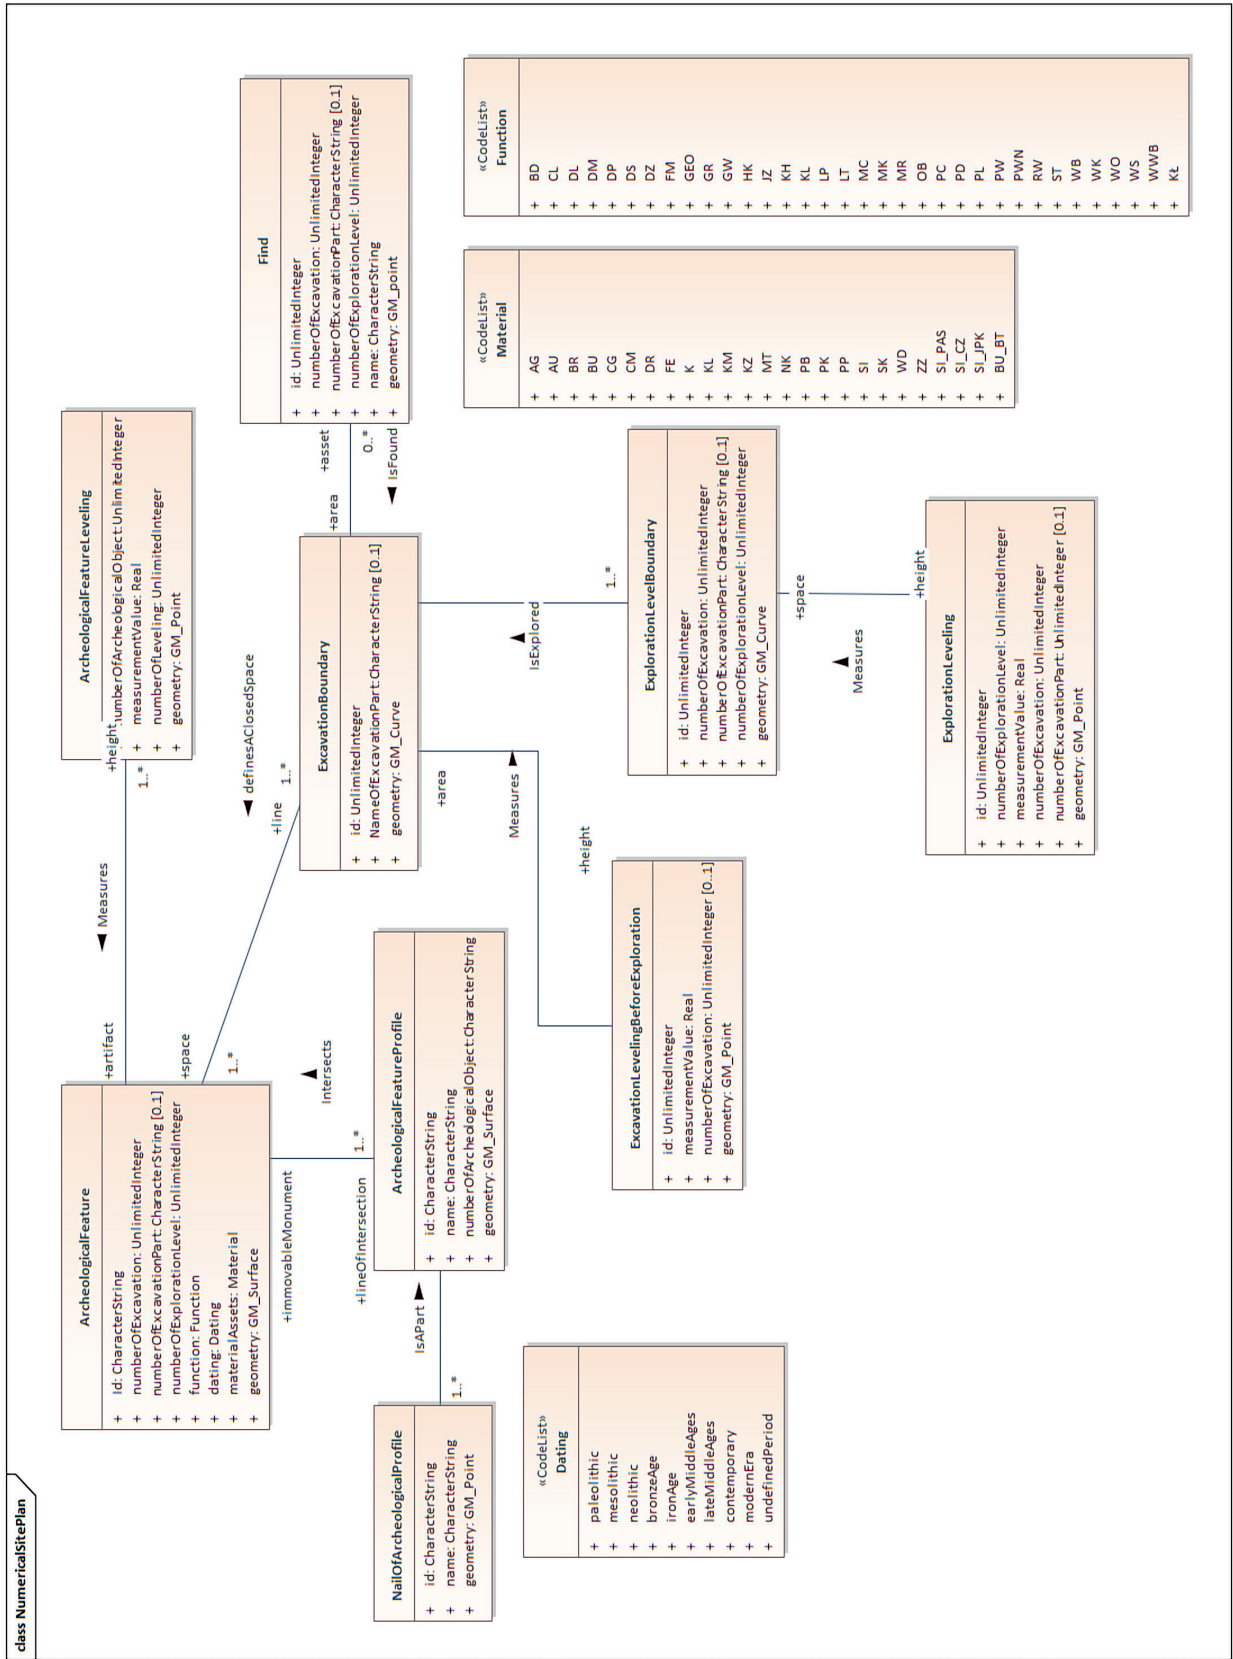 class NumericalSitePlan
ArcheologicalFeature
+ Id: CharacterString
+ numberOfExcavation: UnlimitedInteger
+ numberOfExcavationPart: CharacterString [0.1]
+ numberOfExplorationLevel: UnlimitedInteger
+ function: Function
+ dating: Dating
+ materialAssets: Material
+ geometry: GM_Surface
+artifact
Measures
+height
1..*
ArcheologicalFeatureLeveling
numberOfArcheologicalObject:UnlimitedInteger
+ measurementValue: Real
+ numberOfLeveling: UnlimitedInteger
+ geometry: GM_Point
+space
1..*
definesAClosedSpace
+line
1..*
+immovableMonument
Intersects
+lineOfIntersection
1..*
Find
+ id: UnlimitedInteger
+ numberOfExcavation: UnlimitedInteger
+ numberOfExcavationPart: CharacterString [0.1]
+ numberOfExplorationLevel: UnlimitedInteger
+ name: CharacterString
+ geometry: GM_point
+area
+asset
0..*
IsFound
ExcavationBoundary
+ id: UnlimitedInteger
+ NameOfExcavationPart:CharacterString [0.1]
+ geometry: GM_Curve
NailOfArcheologicalProfile
+ id: CharacterString
+ name: CharacterString
+ geometry: GM_Point
IsAPart
1..*
ArcheologicalFeatureProfile
+ id: CharacterString
+ name: CharacterString
+ numberOfArchelogicalObject:CharacterString
+ geometry: GM_Surface
+area
Measures
+height
IsExplored
1..*
«CodeList»
Dating
+ paleolithic
+ mesolithic
+ neolithic
+ bronzeAge
+ ironAge
+ earlyMiddleAges
+ lateMiddleAges
+ contemporary
+ modernEra
+ undefinedPeriod
ExcavationLevelingBeforeExploration
+ id: UnlimitedInteger
+ measurementValue: Real
+ numberOfExcavation: UnlimitedInteger [0..1]
+ geometry: GM_Point
ExplorationLevelBoundary
+ id: UnlimitedInteger
+ numberOfExcavation: UnlimitedInteger
+ numberOfExcavationPart: CharacterString [0.1]
+ numberOfExplorationLevel: UnlimitedInteger
+ geometry: GM_Curve
+space
Measures
+height
ExplorationLeveling
+ id: UnlimitedInteger
+ numberOfExplorationLevel: UnlimitedInteger
+ measurementValue: Real
+ numberOfExcavation: UnlimitedInteger
+ numberOfExcavationPart: UnlimitedInteger [0.1]
+ geometry: GM_Point
«CodeList»
Material
+ AG
+ AU
+ BR
+ BU
+ CG
+ CM
+ DR
+ FE
+ K
+ KL
+ KM
+ KZ
+ MT
+ NK
+ PB
+ PK
+ PP
+ SI
+ SK
+ WD
+ ZZ
+ SI_PAS
+ SI_CZ
+ SI_JPK
+ BU_BT
«CodeList»
Function
+ BD
+ CL
+ DL
+ DM
+ DP
+ DS
+ DZ
+ FM
+ GEO
+ GR
+ GW
+ HK
+ JZ
+ KH
+ KL
+ LP
+ LT
+ MC
+ MK
+ MR
+ OB
+ PC
+ PD
+ PL
+ PW
+ PWN
+ RW
+ ST
+ WB
+ WK
+ WO
+ WS
+ WWB
+ KŁ